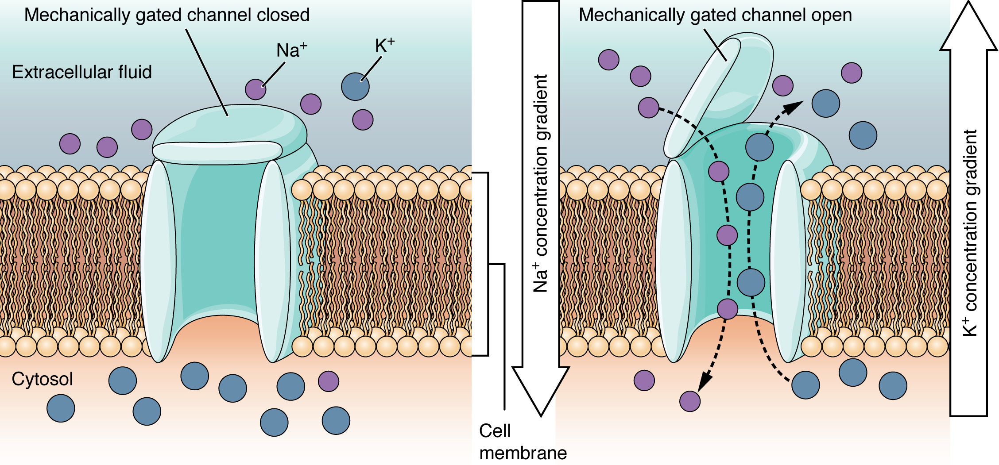 Mechanically gated channel closed
Na⁺
K⁺
Extracellular fluid
Cytosol
Cell
membrane
Na⁺ concentration gradient
Mechanically gated channel open
K⁺ concentration gradient